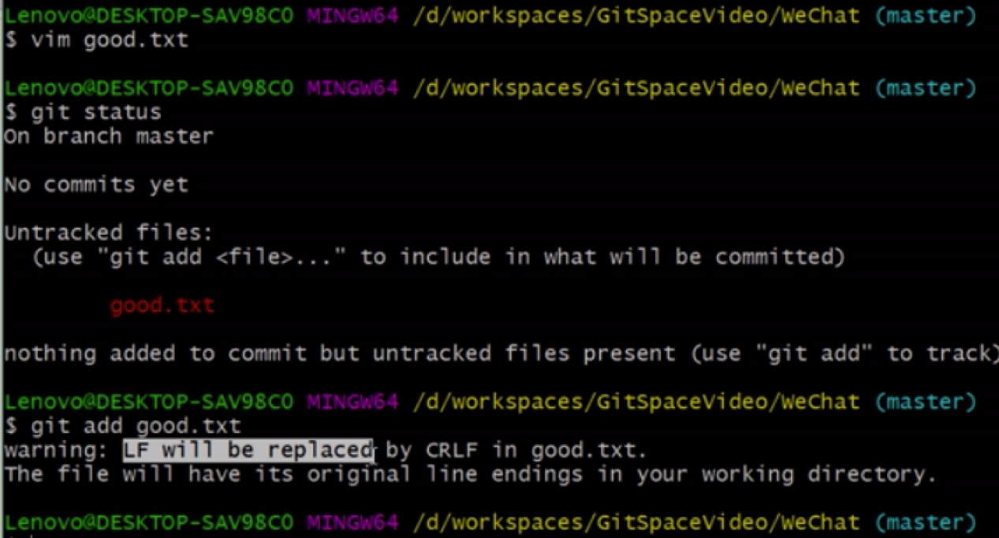 Lenovo@DESKTOP-SAV98CO MINGW64 /d/workspaces/GitSpaceVideo/WeChat (master)
$ vim good.txt
Lenovo@DESKTOP-SAV98CO MINGW64 /d/workspaces/GitSpaceVideo/WeChat (master)
$ git status
On branch master
No commits yet
Untracked files:
(use "git add <file>..." to include in what will be committed)
good.txt
nothing added to commit but untracked files present (use "git add" to track)
Lenovo@DESKTOP-SAV98CO MINGW64 /d/workspaces/GitSpaceVideo/WeChat (master)
$ git add good.txt
warning: LF will be replaced by CRLF in good.txt.
The file will have its original line endings in your working directory.
Lenovo@DESKTOP-SAV98CO MINGW64 /d/workspaces/GitSpaceVideo/WeChat (master)